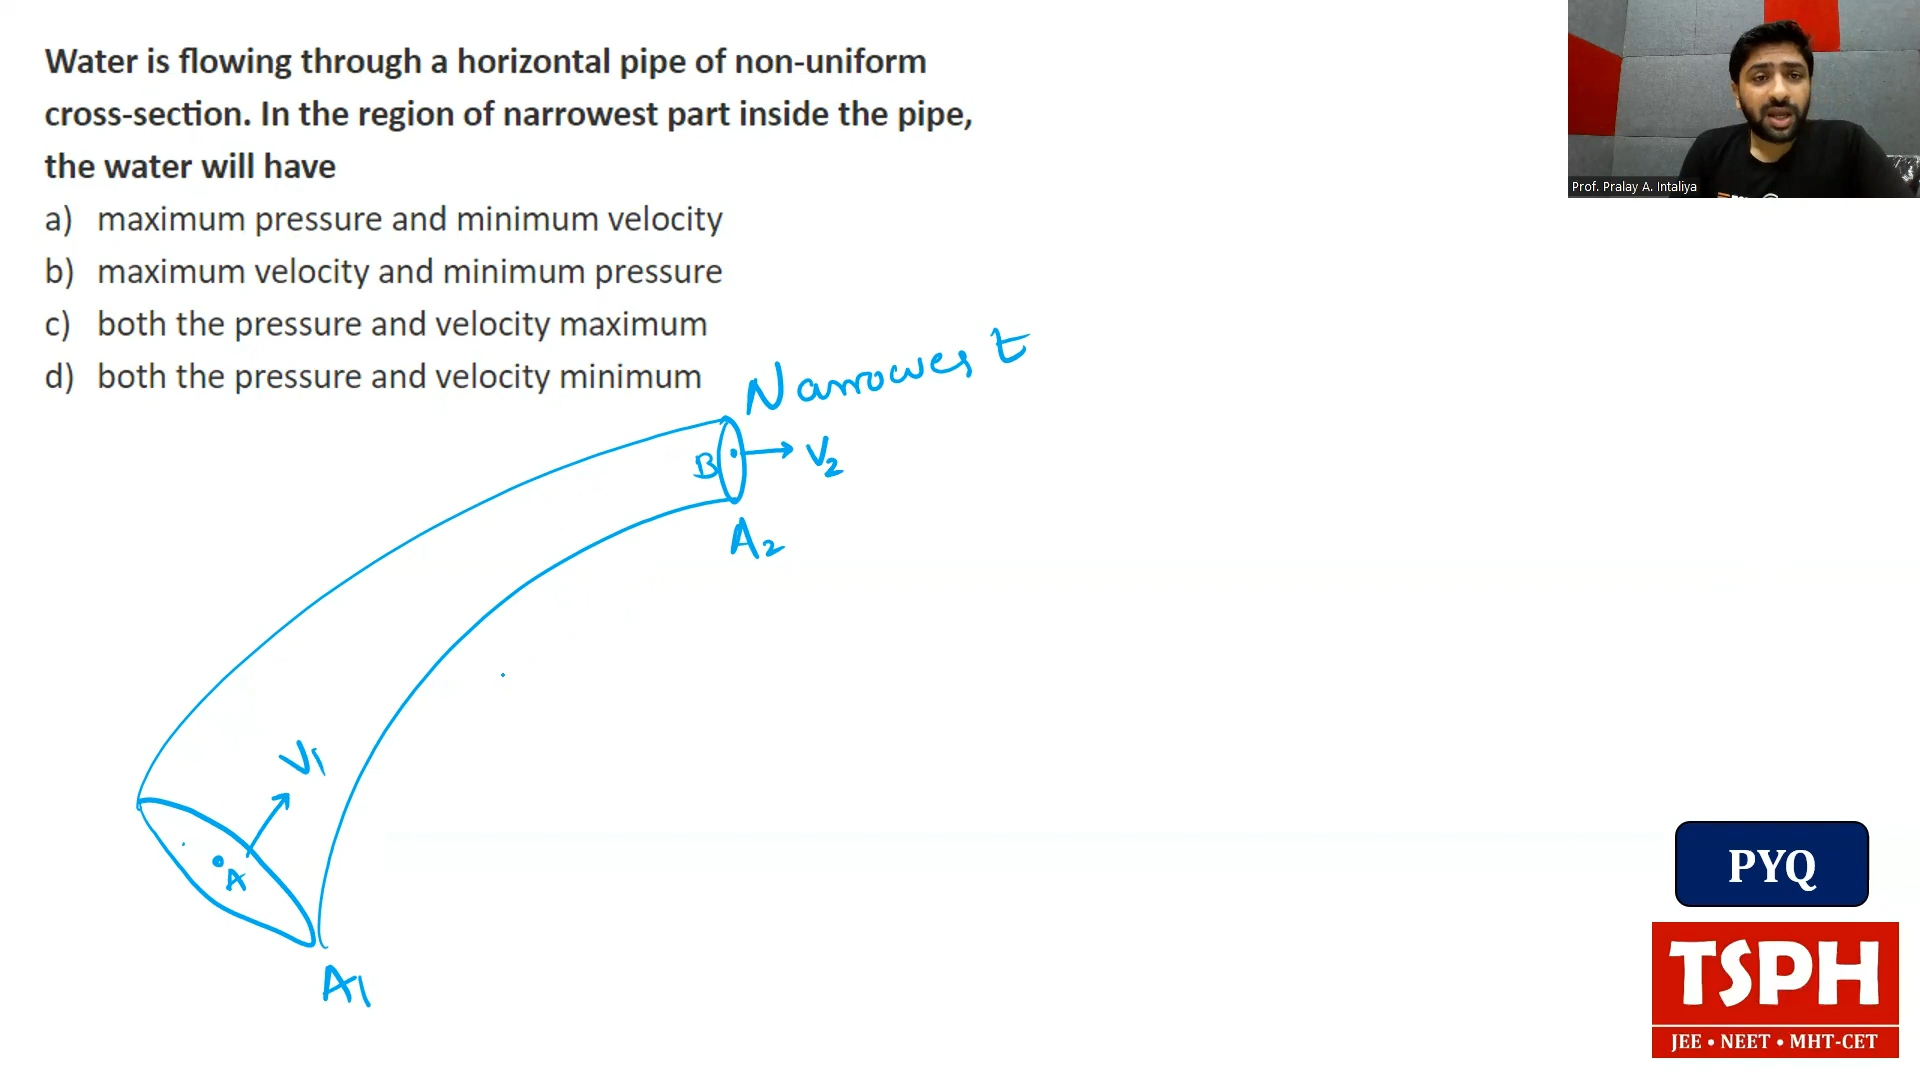 Water is flowing through a horizontal pipe of non-uniform
cross-section. In the region of narrowest part inside the pipe,
the water will have
a) maximum pressure and minimum velocity
b) maximum velocity and minimum pressure
c) both the pressure and velocity maximum
d) both the pressure and velocity minimum
Prof. Pralay A. Intaliya
Narrowest
B
V2
A2
V1
A
A1
PYQ
TSPH
JEE • NEET • MHT-CET